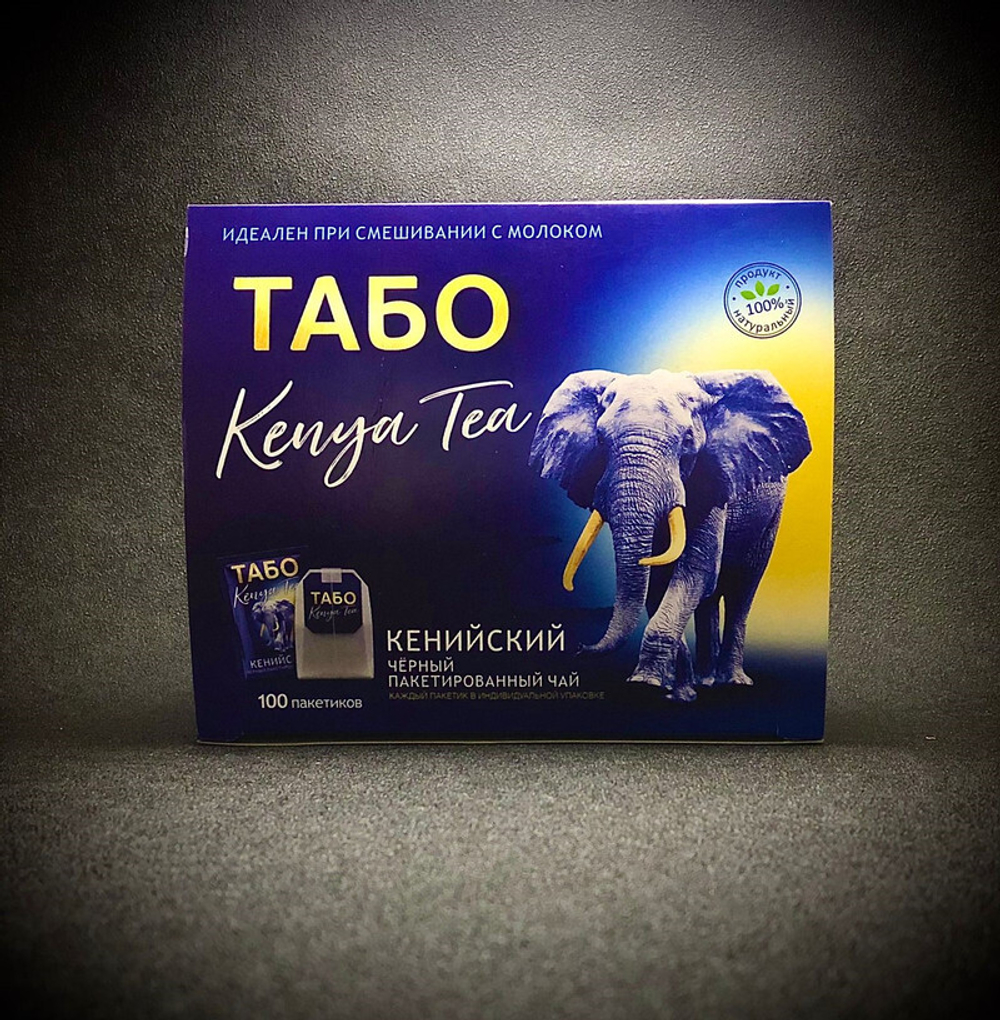 ИДЕАЛЕН ПРИ СМЕШИВАНИИ С МОЛОКОМ
ТАБО
Kenya Tea
продукт
100%
натуральный
ТАБО
Kenya Tea
КЕНИЙС
ТАБО
Kenya Tea
100 пакетиков
КЕНИЙСКИЙ
ЧЁРНЫЙ
ПАКЕТИРОВАННЫЙ ЧАЙ
КАЖДЫЙ ПАКЕТИК В ИНДИВИДУАЛЬНОЙ УПАКОВКЕ